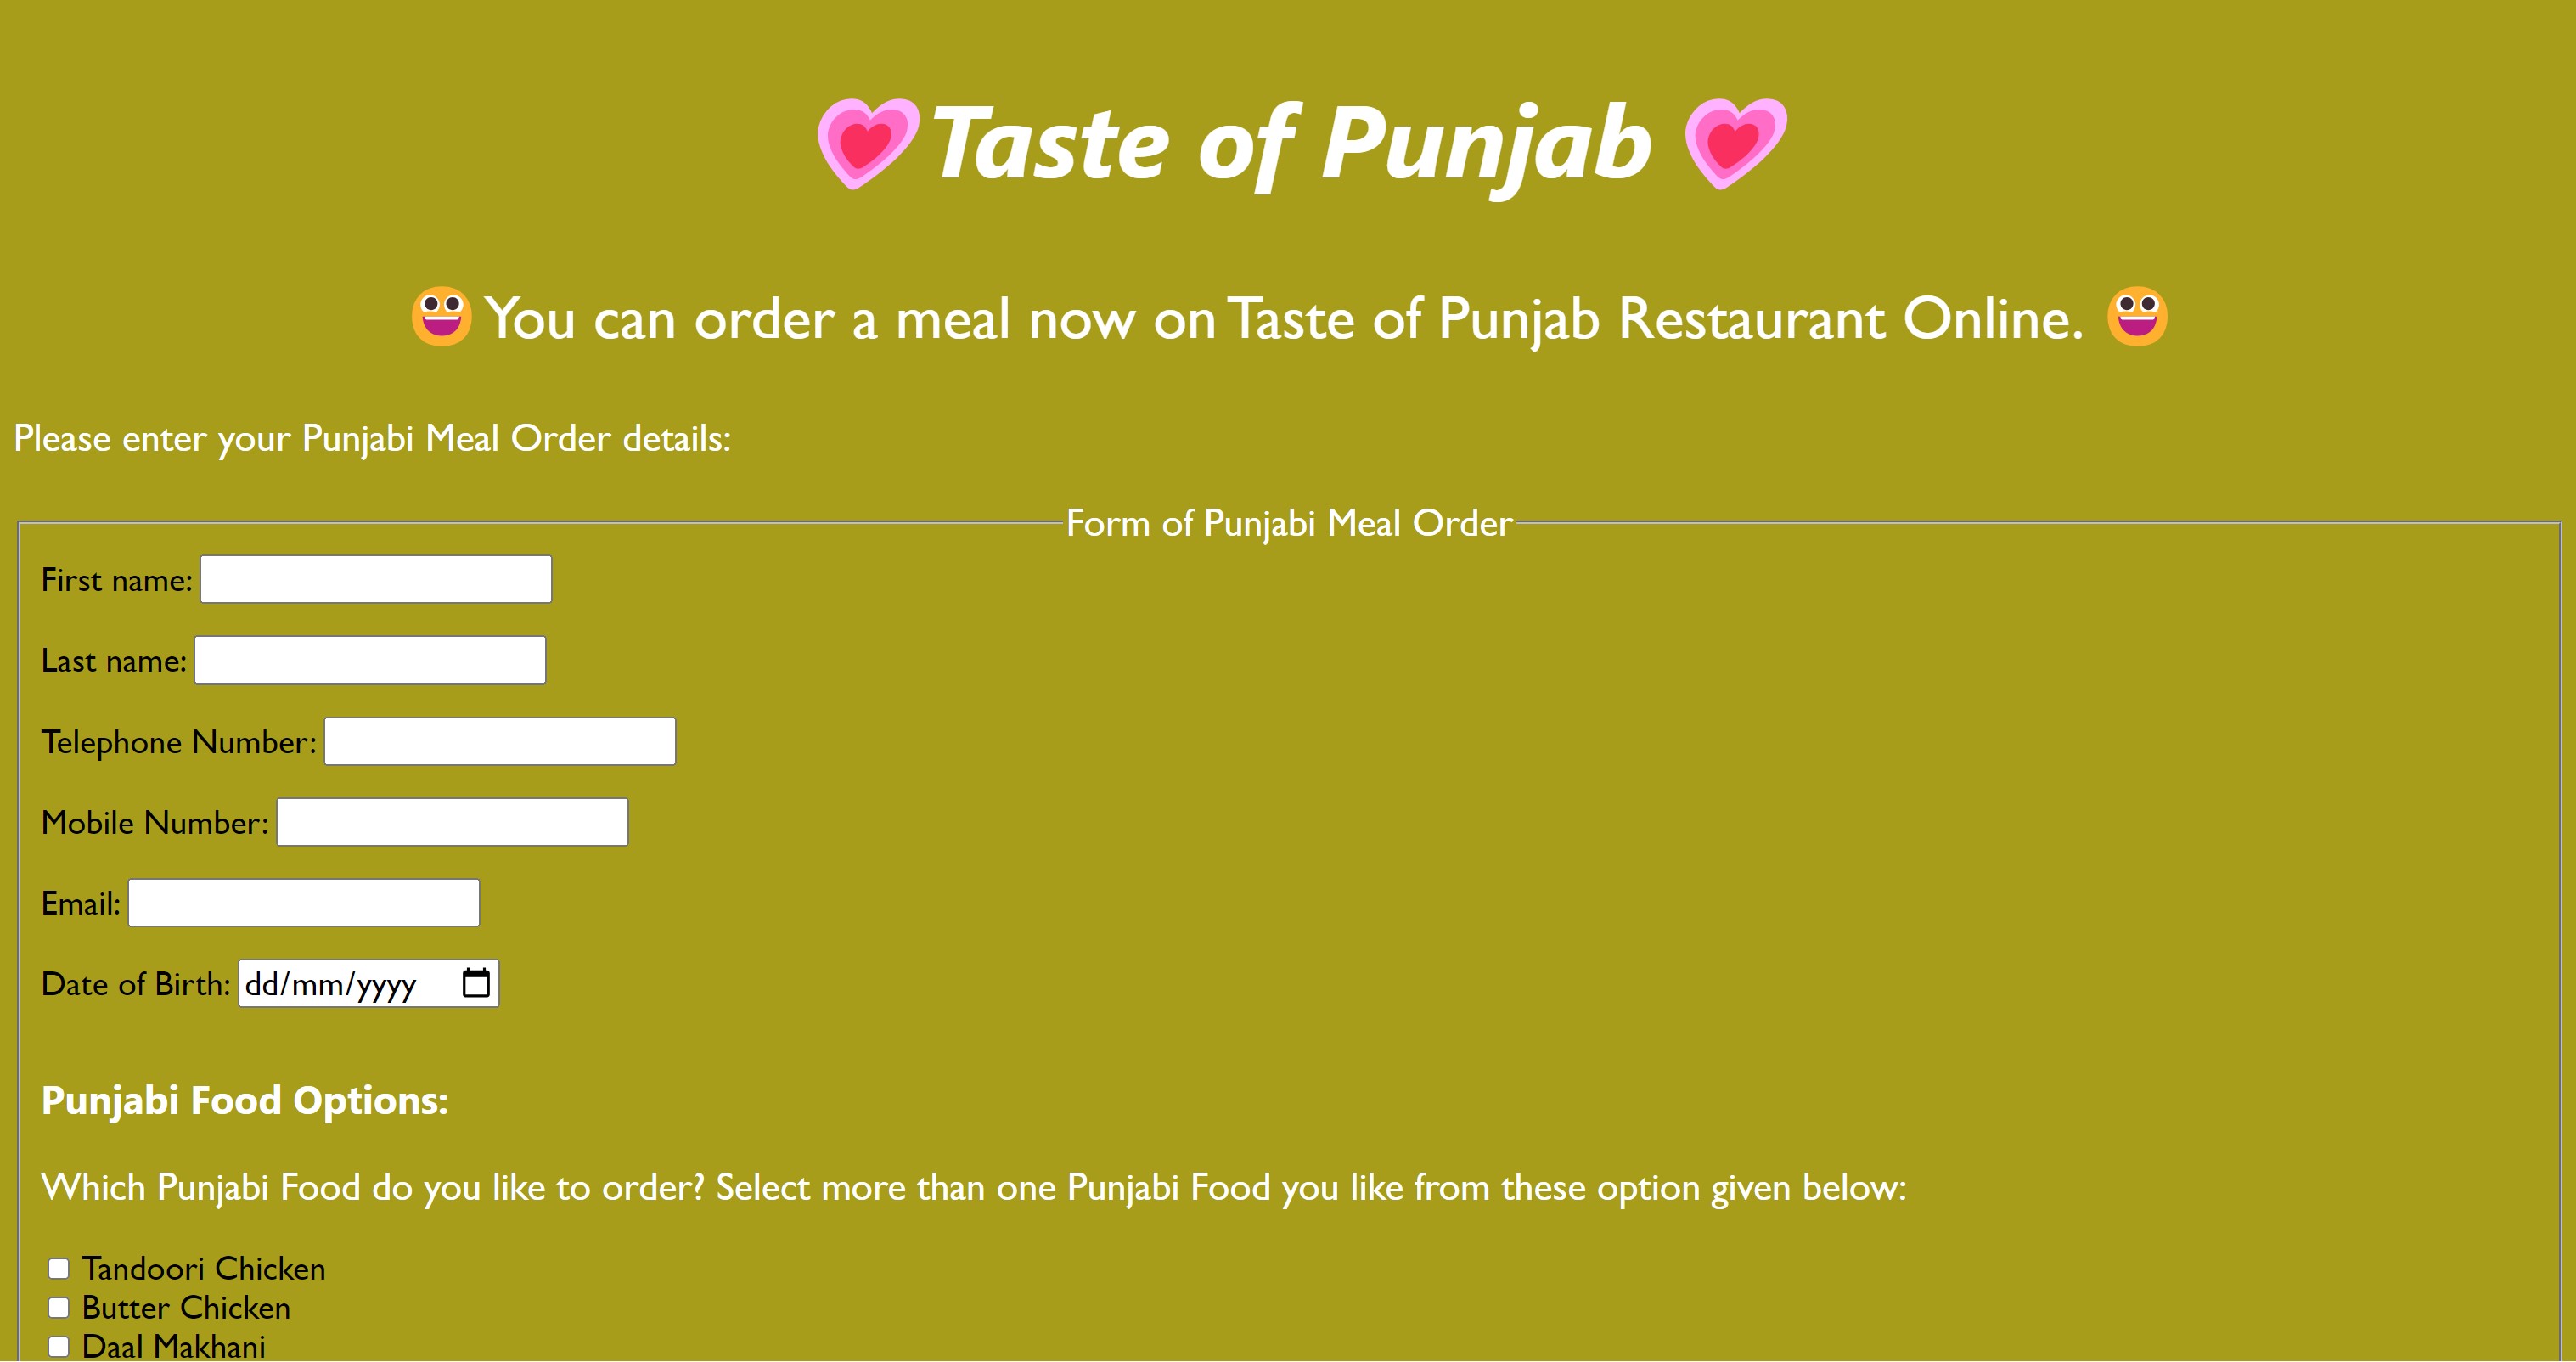 Taste of Punjab
You can order a meal now on Taste of Punjab Restaurant Online.
Please enter your Punjabi Meal Order details:
Form of Punjabi Meal Order
First name:
Last name:
Telephone Number:
Mobile Number:
Email:
Date of Birth: dd/mm/yyyy
Punjabi Food Options:
Which Punjabi Food do you like to order? Select more than one Punjabi Food you like from these option given below:
Tandoori Chicken
Butter Chicken
Daal Makhani